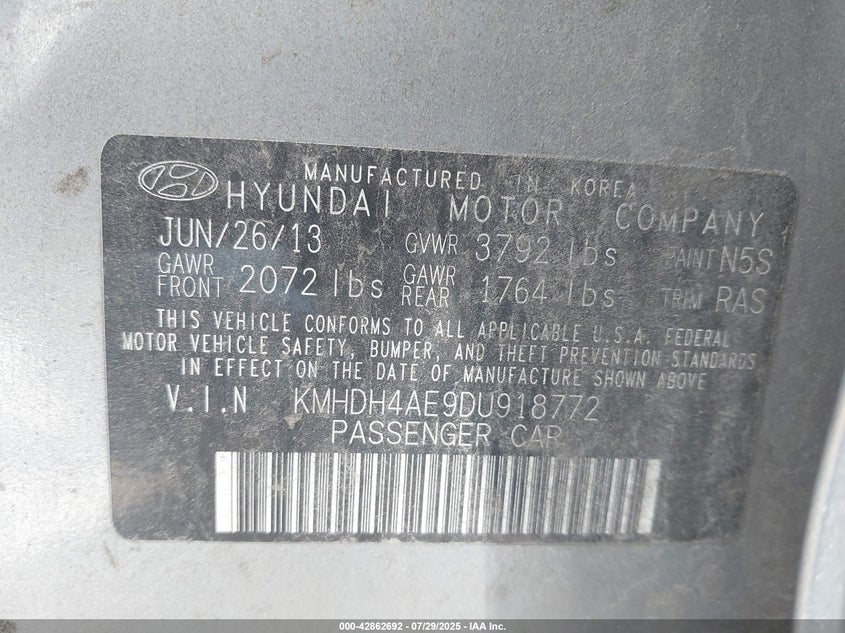 MANUFACTURED IN KOREA
HYUNDAI MOTOR COMPANY
JUN/26/13 GVWR 3792 lbs PAINT N5S
GAWR FRONT 2072 lbs GAWR REAR 1764 lbs TRIM RAS
THIS VEHICLE CONFORMS TO ALL APPLICABLE U.S.A. FEDERAL
MOTOR VEHICLE SAFETY, BUMPER, AND THEFT PREVENTION STANDARDS
IN EFFECT ON THE DATE OF MANUFACTURE SHOWN ABOVE
V.I.N KMHDH4AE9DU918772
PASSENGER CAR
000-42862692 - 07/29/2025 - IAA Inc.